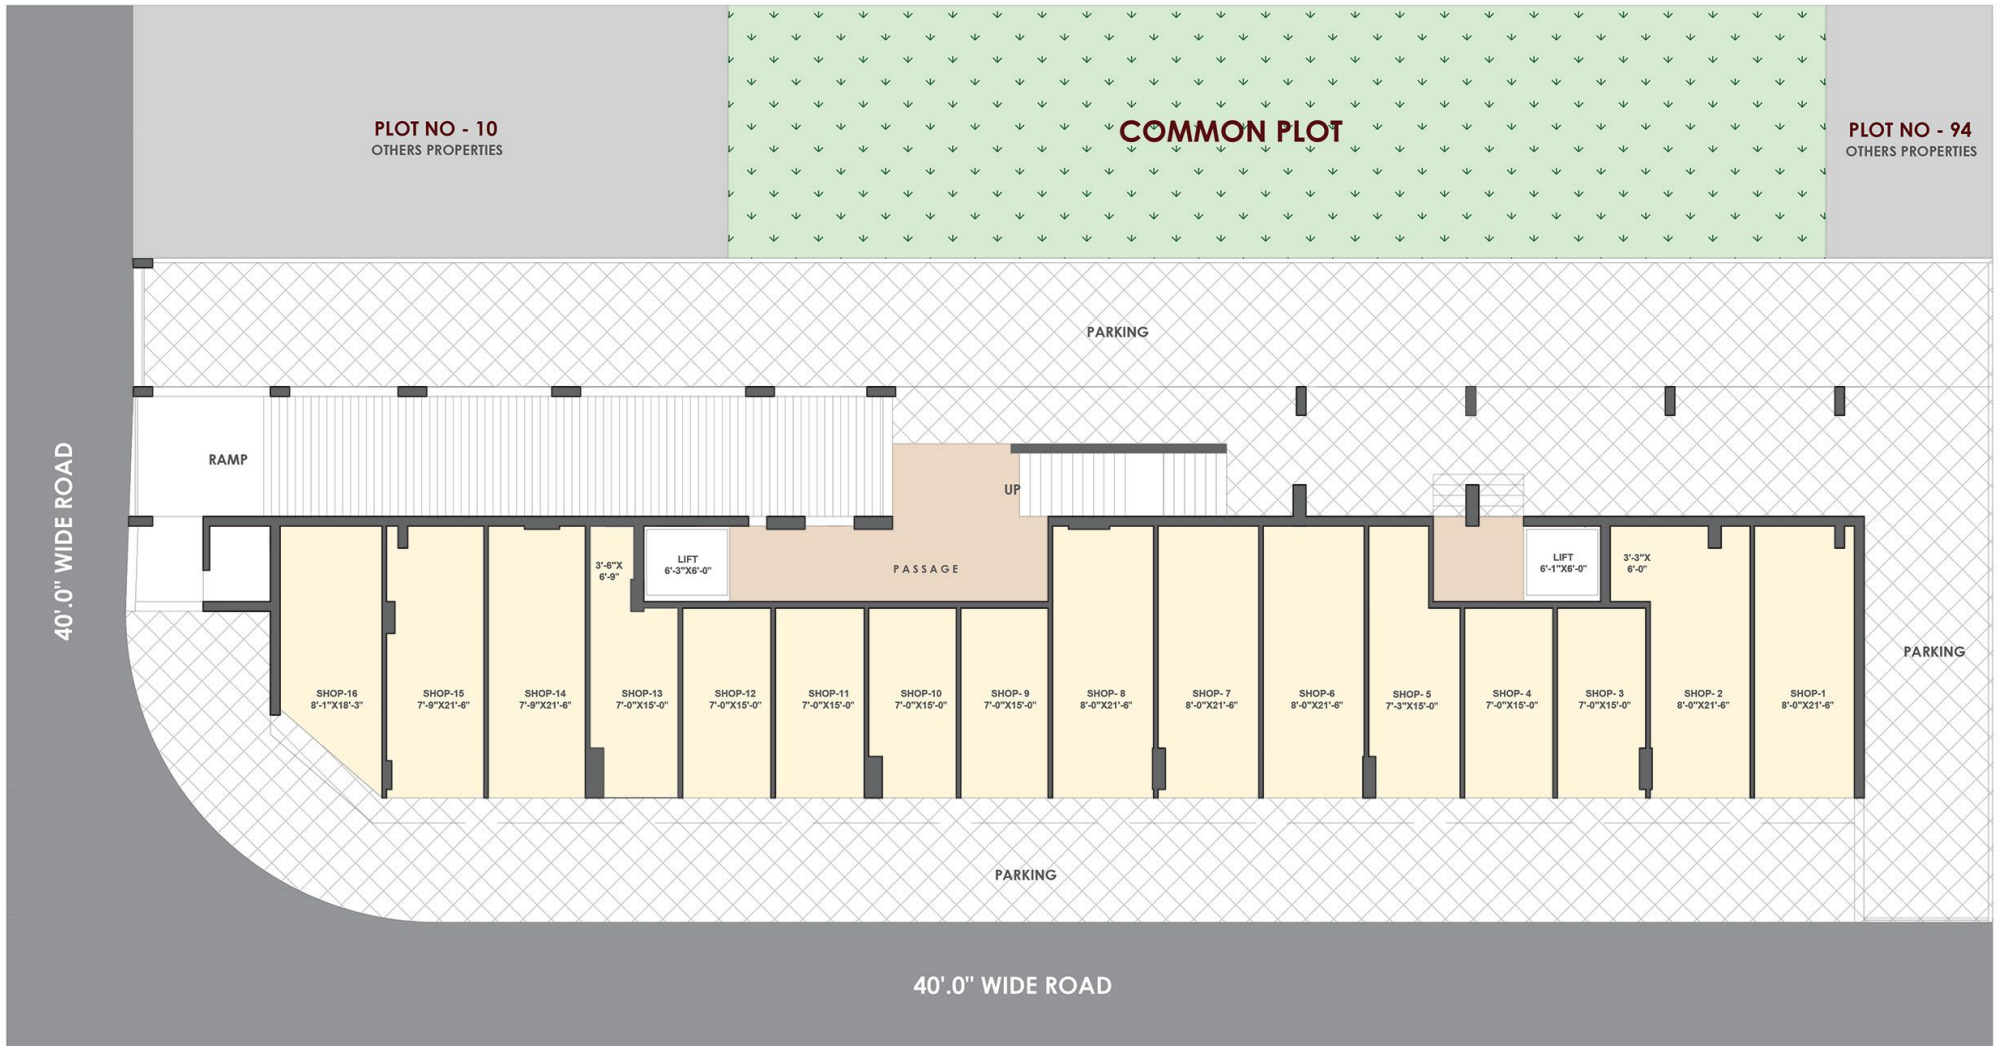 PLOT NO - 10
OTHERS PROPERTIES
COMMON PLOT
PLOT NO - 94
OTHERS PROPERTIES
PARKING
40'.0" WIDE ROAD
RAMP
UP
PASSAGE
LIFT
6'-3"X6'-0"
3'-6"X
6'-9"
LIFT
6'-1"X6'-0"
3'-3"X
6'-0"
PARKING
SHOP-16
8'-1"X18'-3"
SHOP-15
7'-9"X21'-6"
SHOP-14
7'-9"X21'-6"
SHOP-13
7'-0"X15'-0"
SHOP-12
7'-0"X15'-0"
SHOP-11
7'-0"X15'-0"
SHOP-10
7'-0"X15'-0"
SHOP- 9
7'-0"X15'-0"
SHOP- 8
8'-0"X21'-6"
SHOP- 7
8'-0"X21'-6"
SHOP-6
8'-0"X21'-6"
SHOP- 5
7'-3"X15'-0"
SHOP- 4
7'-0"X15'-0"
SHOP- 3
7'-0"X15'-0"
SHOP- 2
8'-0"X21'-6"
SHOP-1
8'-0"X21'-6"
PARKING
40'.0" WIDE ROAD